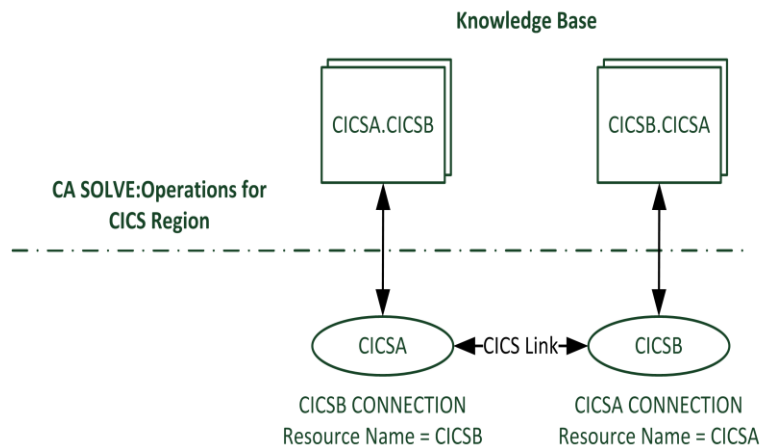 Knowledge Base
CICSA.CICSB
CICSB.CICSA
CA SOLVE:Operations for
CICS Region
CICSA
CICS Link
CICSB
CICSB CONNECTION
Resource Name = CICSB
CICSA CONNECTION
Resource Name = CICSA